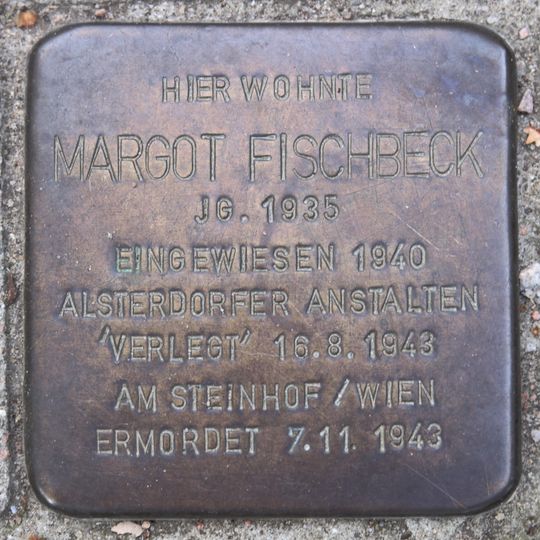 HIER WOHNTE
MARGOT FISCHBECK
JG. 1935
EINGEWIESEN 1940
ALSTERDORFER ANSTALTEN
'VERLEGT' 16.8.1943
AM STEINHOF / WIEN
ERMORDET 7.11.1943